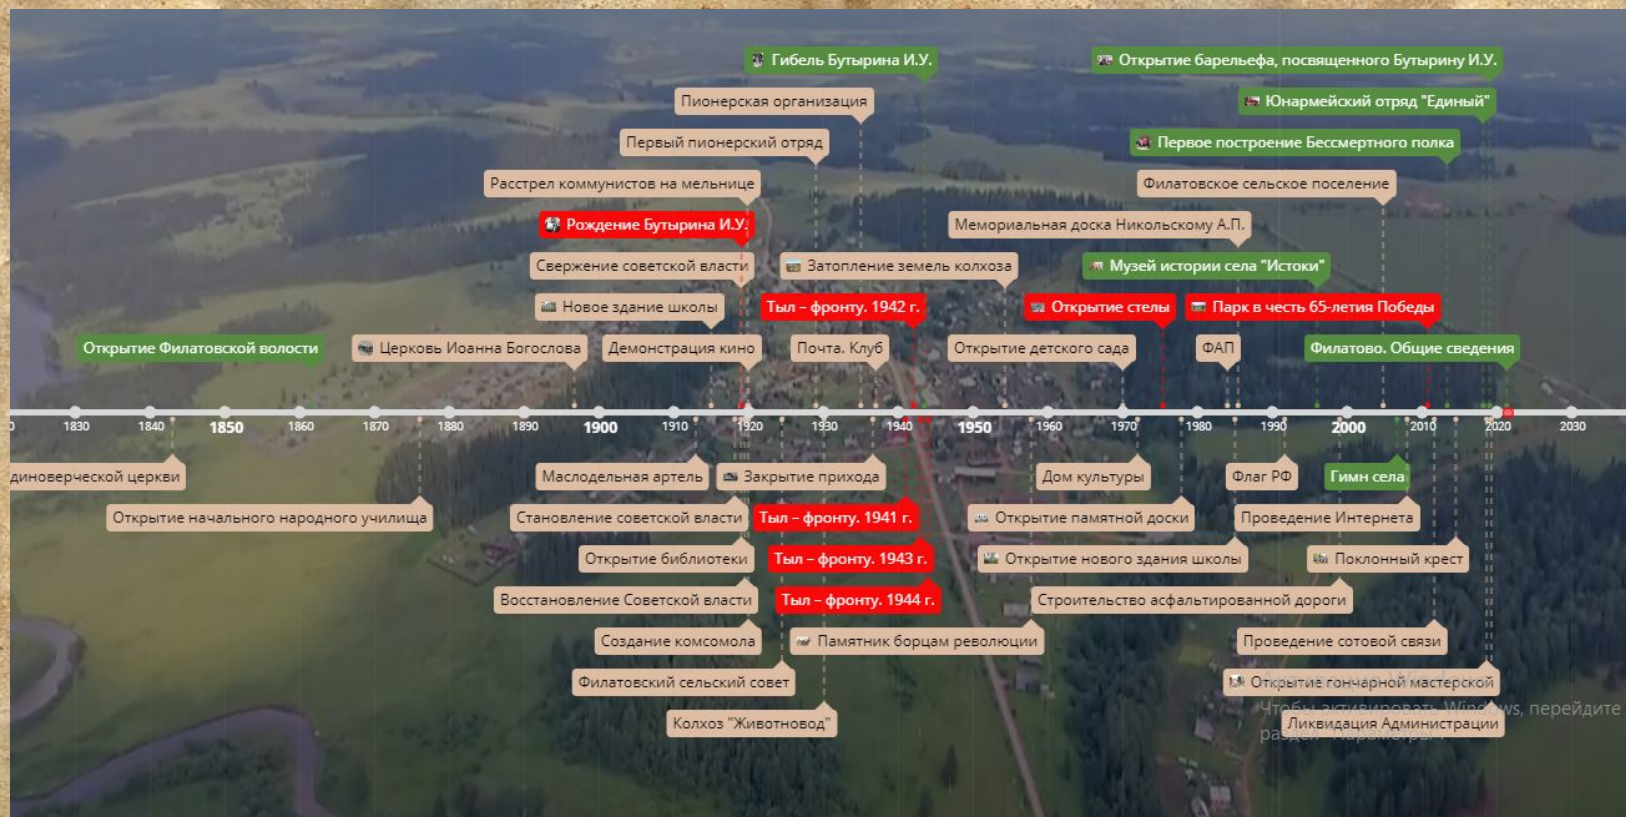 Гибель Бутырина И.У.
Открытие барельефа, посвященного Бутырину И.У.
Пионерская организация
Юнармейский отряд "Единый"
Первый пионерский отряд
Первое построение Бессмертного полка
Расстрел коммунистов на мельнице
Филатовское сельское поселение
Рождение Бутырина И.У.
Мемориальная доска Никольскому А.П.
Свержение советской власти
Затопление земель колхоза
Музей истории села "Истоки"
Новое здание школы
Тыл – фронту. 1942 г.
Открытие стелы
Парк в честь 65-летия Победы
Открытие Филатовской волости
Церковь Иоанна Богослова
Демонстрация кино
Почта. Клуб
Открытие детского сада
ФАП
Филатово. Общие сведения
0 1830 1840 1850 1860 1870 1880 1890 1900 1910 1920 1930 1940 1950 1960 1970 1980 1990 2000 2010 2020 2030
диноверческой церкви
Маслодельная артель
Закрытие прихода
Дом культуры
Флаг РФ
Гимн села
Открытие начального народного училища
Становление советской власти
Тыл – фронту. 1941 г.
Открытие памятной доски
Проведение Интернета
Открытие библиотеки
Тыл – фронту. 1943 г.
Открытие нового здания школы
Поклонный крест
Восстановление Советской власти
Тыл – фронту. 1944 г.
Строительство асфальтированной дороги
Создание комсомола
Памятник борцам революции
Проведение сотовой связи
Филатовский сельский совет
Открытие гончарной мастерской
Колхоз "Животновод"
Ликвидация Администрации
Чтобы активировать Windows, перейдите
раздел "Параметры".